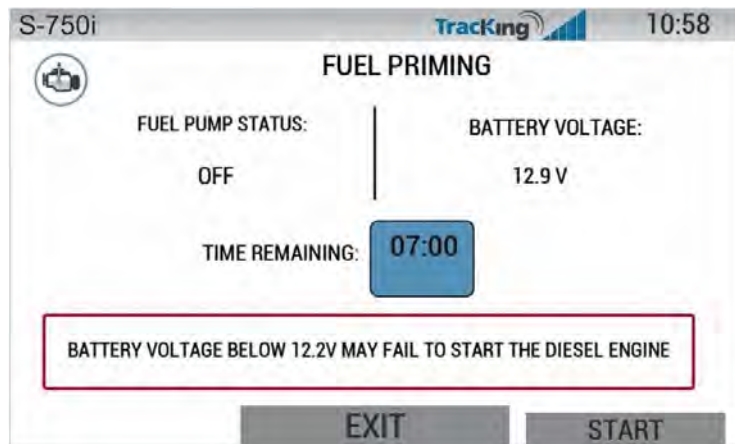 S-750i
TracKing
10:58
FUEL PRIMING
FUEL PUMP STATUS:
BATTERY VOLTAGE:
OFF
12.9 V
TIME REMAINING:
07:00
BATTERY VOLTAGE BELOW 12.2V MAY FAIL TO START THE DIESEL ENGINE
EXIT
START